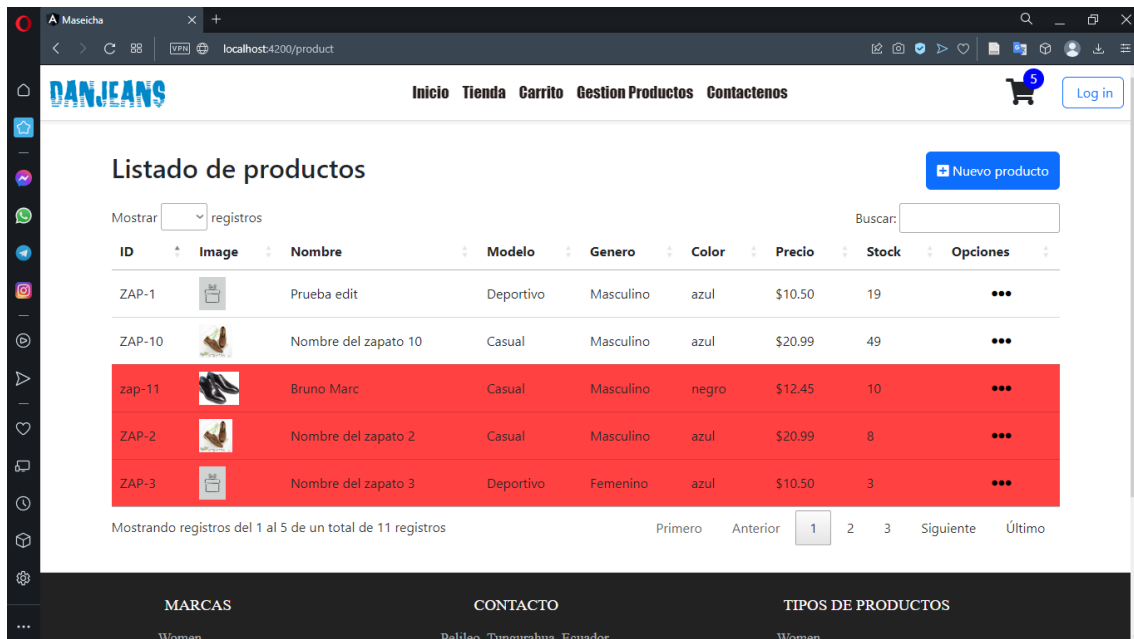 Maseicha
VPN localhost:4200/product
DANJEANS Inicio Tienda Carrito Gestion Productos Contactenos 5 Log in
Listado de productos Nuevo producto
Mostrar registros Buscar:
ID Image Nombre Modelo Genero Color Precio Stock Opciones
ZAP-1 Prueba edit Deportivo Masculino azul $10.50 19
ZAP-10 Nombre del zapato 10 Casual Masculino azul $20.99 49
zap-11 Bruno Marc Casual Masculino negro $12.45 10
ZAP-2 Nombre del zapato 2 Casual Masculino azul $20.99 8
ZAP-3 Nombre del zapato 3 Deportivo Femenino azul $10.50 3
Mostrando registros del 1 al 5 de un total de 11 registros Primero Anterior 1 2 3 Siguiente Último
MARCAS CONTACTO TIPOS DE PRODUCTOS
Women Pelileo, Tungurahua, Ecuador Women